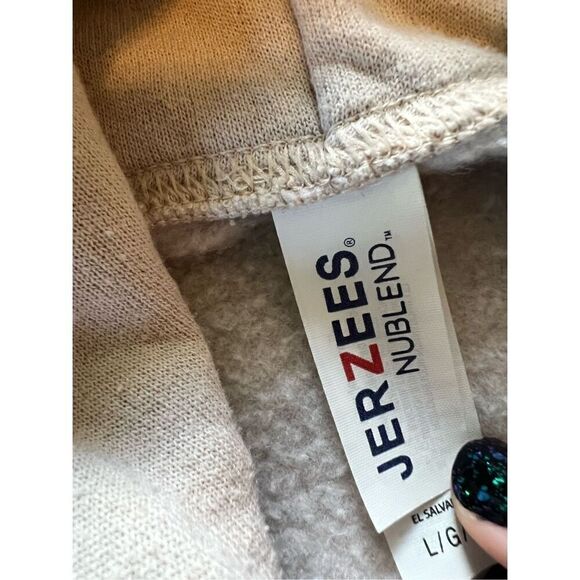 JERZEES®
NUBLEND™
EL SALVA
L/G/